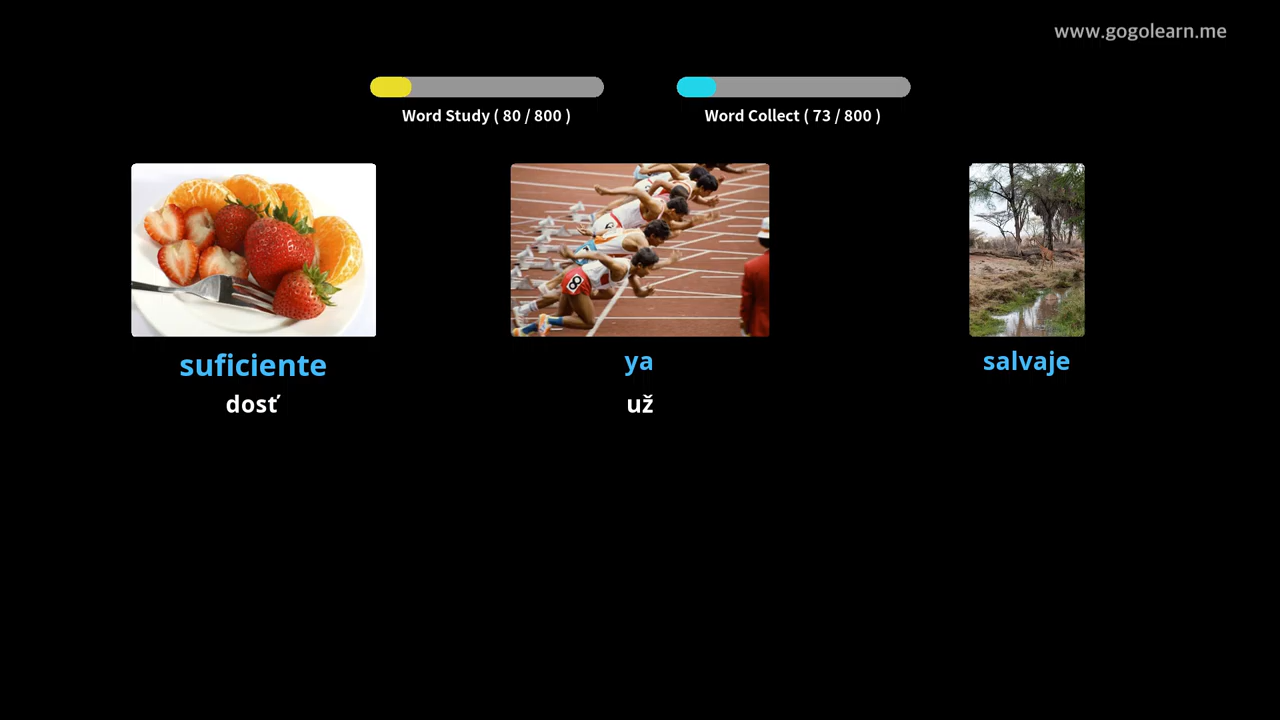 www.gogolearn.me
Word Study ( 80 / 800 )
Word Collect ( 73 / 800 )
suficiente
dosť
ya
už
salvaje